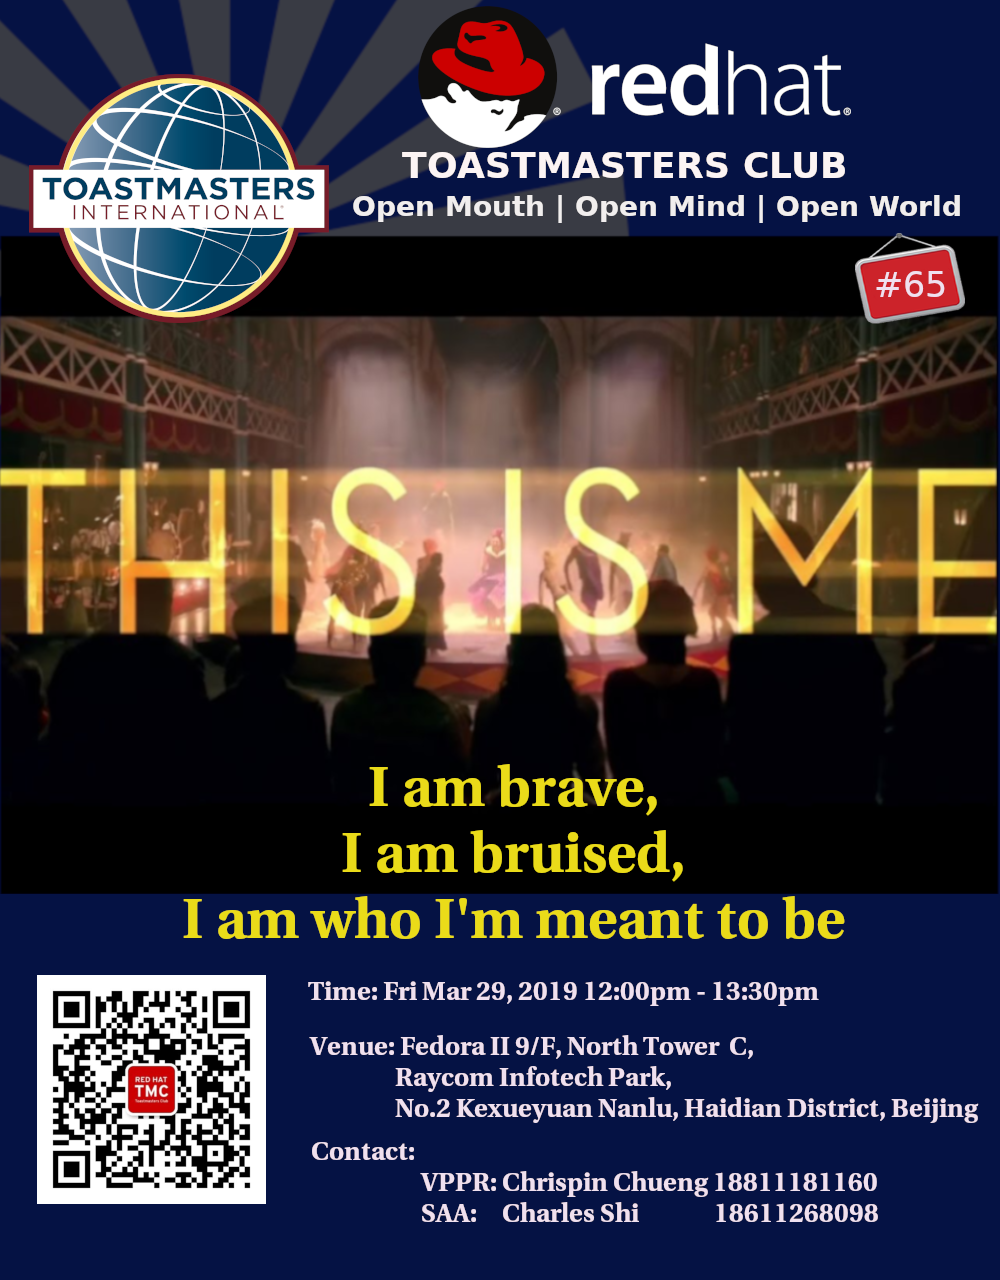 redhat®
TOASTMASTERS CLUB
Open Mouth | Open Mind | Open World
TOASTMASTERS
INTERNATIONAL
#65
THIS IS ME
I am brave,
I am bruised,
I am who I'm meant to be
Time: Fri Mar 29, 2019 12:00pm - 13:30pm
Venue: Fedora II 9/F, North Tower C,
Raycom Infotech Park,
No.2 Kexueyuan Nanlu, Haidian District, Beijing
Contact:
VPPR: Chrispin Chueng 18811181160
SAA: Charles Shi 18611268098
RED HAT
TMC
Toastmasters Club